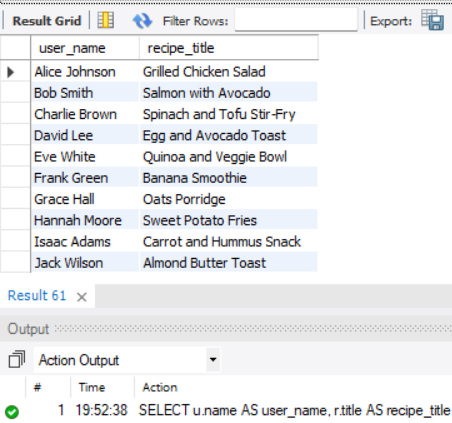 Result Grid Filter Rows: Export:
user_name recipe_title
Alice Johnson Grilled Chicken Salad
Bob Smith Salmon with Avocado
Charlie Brown Spinach and Tofu Stir-Fry
David Lee Egg and Avocado Toast
Eve White Quinoa and Veggie Bowl
Frank Green Banana Smoothie
Grace Hall Oats Porridge
Hannah Moore Sweet Potato Fries
Isaac Adams Carrot and Hummus Snack
Jack Wilson Almond Butter Toast
Result 61
Output
Action Output
# Time Action
1 19:52:38 SELECT u.name AS user_name, r.title AS recipe_title